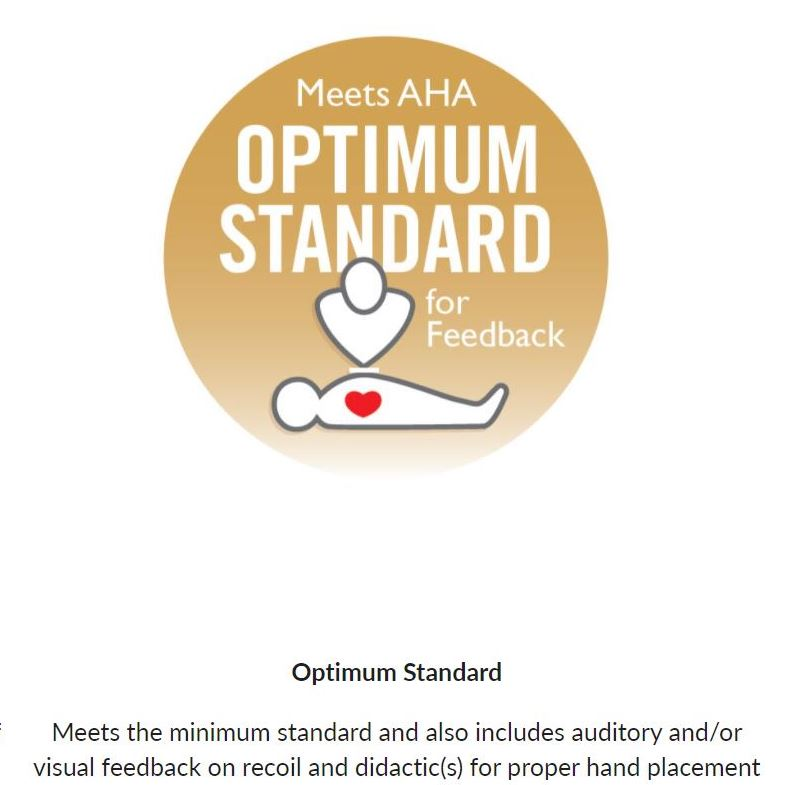 Meets AHA
OPTIMUM
STANDARD
for
Feedback
Optimum Standard
Meets the minimum standard and also includes auditory and/or
visual feedback on recoil and didactic(s) for proper hand placement